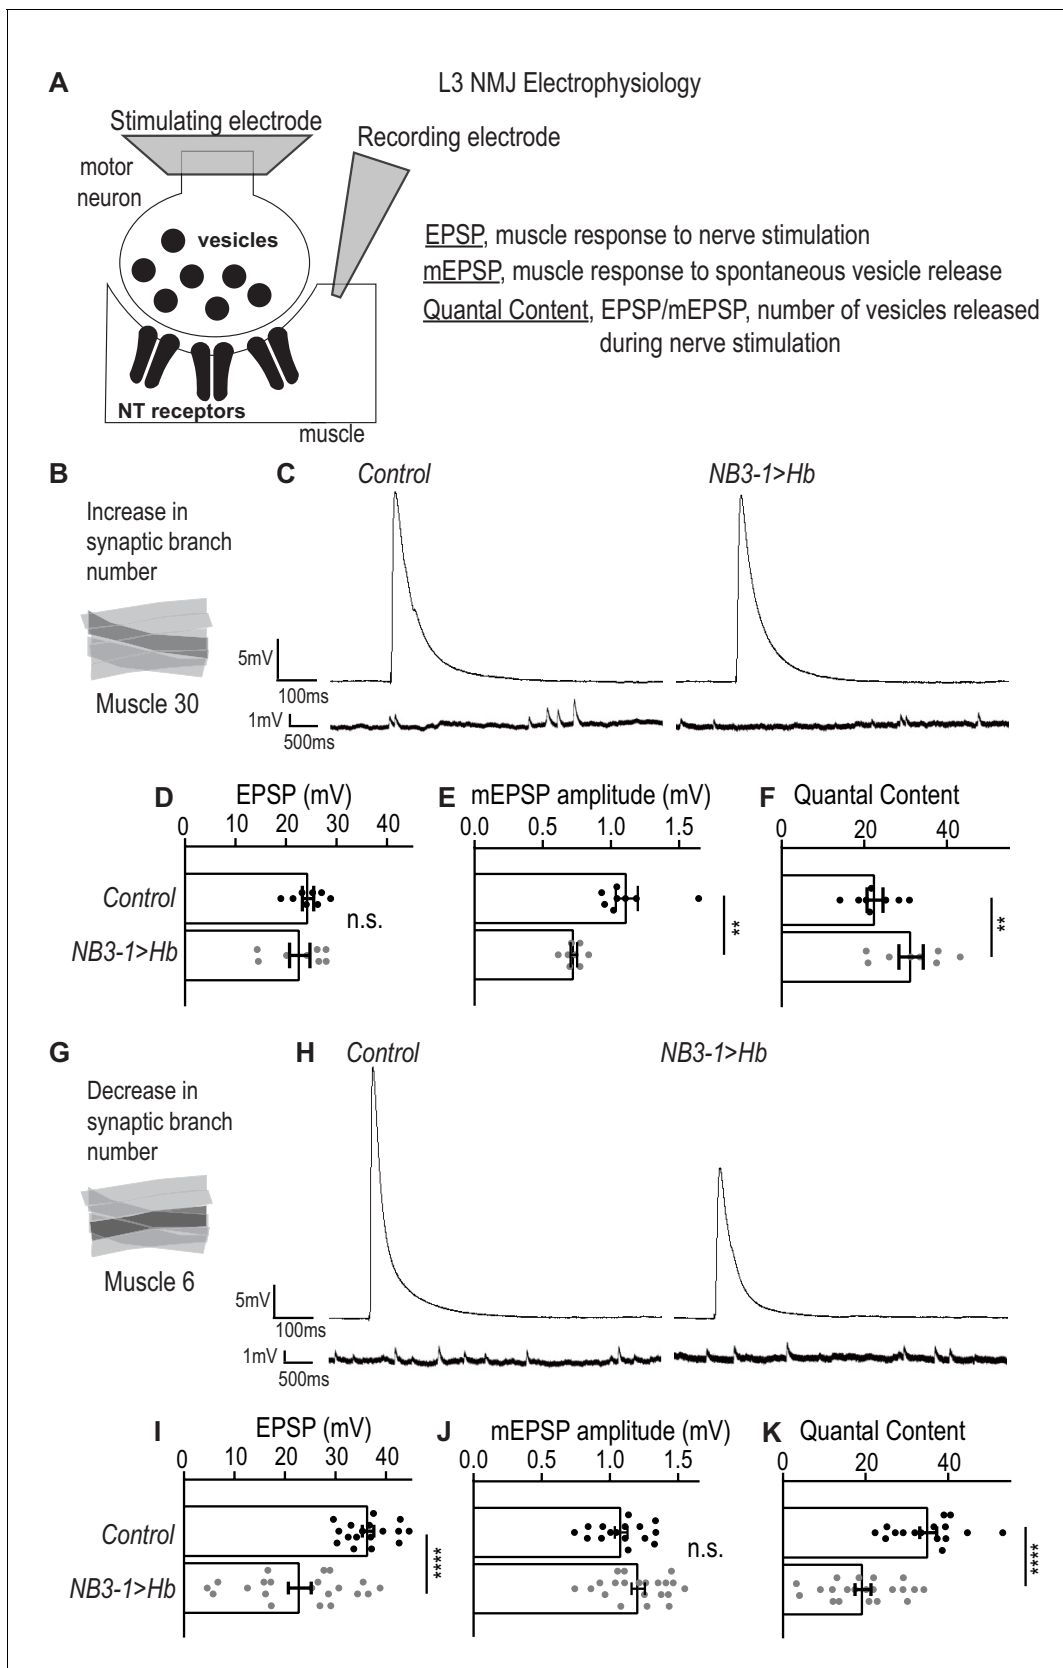 A
L3 NMJ Electrophysiology
Stimulating electrode
Recording electrode
motor
neuron
vesicles
NT receptors
muscle
EPSP, muscle response to nerve stimulation
mEPSP, muscle response to spontaneous vesicle release
Quantal Content, EPSP/mEPSP, number of vesicles released
during nerve stimulation
B
Increase in
synaptic branch
number
Muscle 30
C
Control
NB3-1>Hb
5mV
100ms
1mV
500ms
D
EPSP (mV)
0 10 20 30 40
Control
n.s.
NB3-1>Hb
E
mEPSP amplitude (mV)
0.0 0.5 1.0 1.5
**
F
Quantal Content
0 20 40
**
G
Decrease in
synaptic branch
number
Muscle 6
H
Control
NB3-1>Hb
5mV
100ms
1mV
500ms
I
EPSP (mV)
0 10 20 30 40
Control
NB3-1>Hb
****
J
mEPSP amplitude (mV)
0.0 0.5 1.0 1.5
n.s.
K
Quantal Content
0 20 40
****